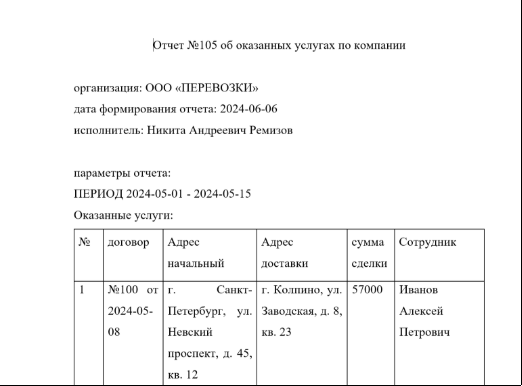 Отчет №105 об оказанных услугах по компании
организация: ООО «ПЕРЕВОЗКИ»
дата формирования отчета: 2024-06-06
исполнитель: Никита Андреевич Ремизов
параметры отчета:
ПЕРИОД 2024-05-01 - 2024-05-15
Оказанные услуги:
№ договор Адрес Адрес сумма Сотрудник
начальный доставки сделки
1 №100 от г. Санкт- г. Колпино, ул. 57000 Иванов
2024-05- Петербург, ул. Заводская, д. 8, Алексей
08 Невский кв. 23 Петрович
проспект, д. 45,
кв. 12